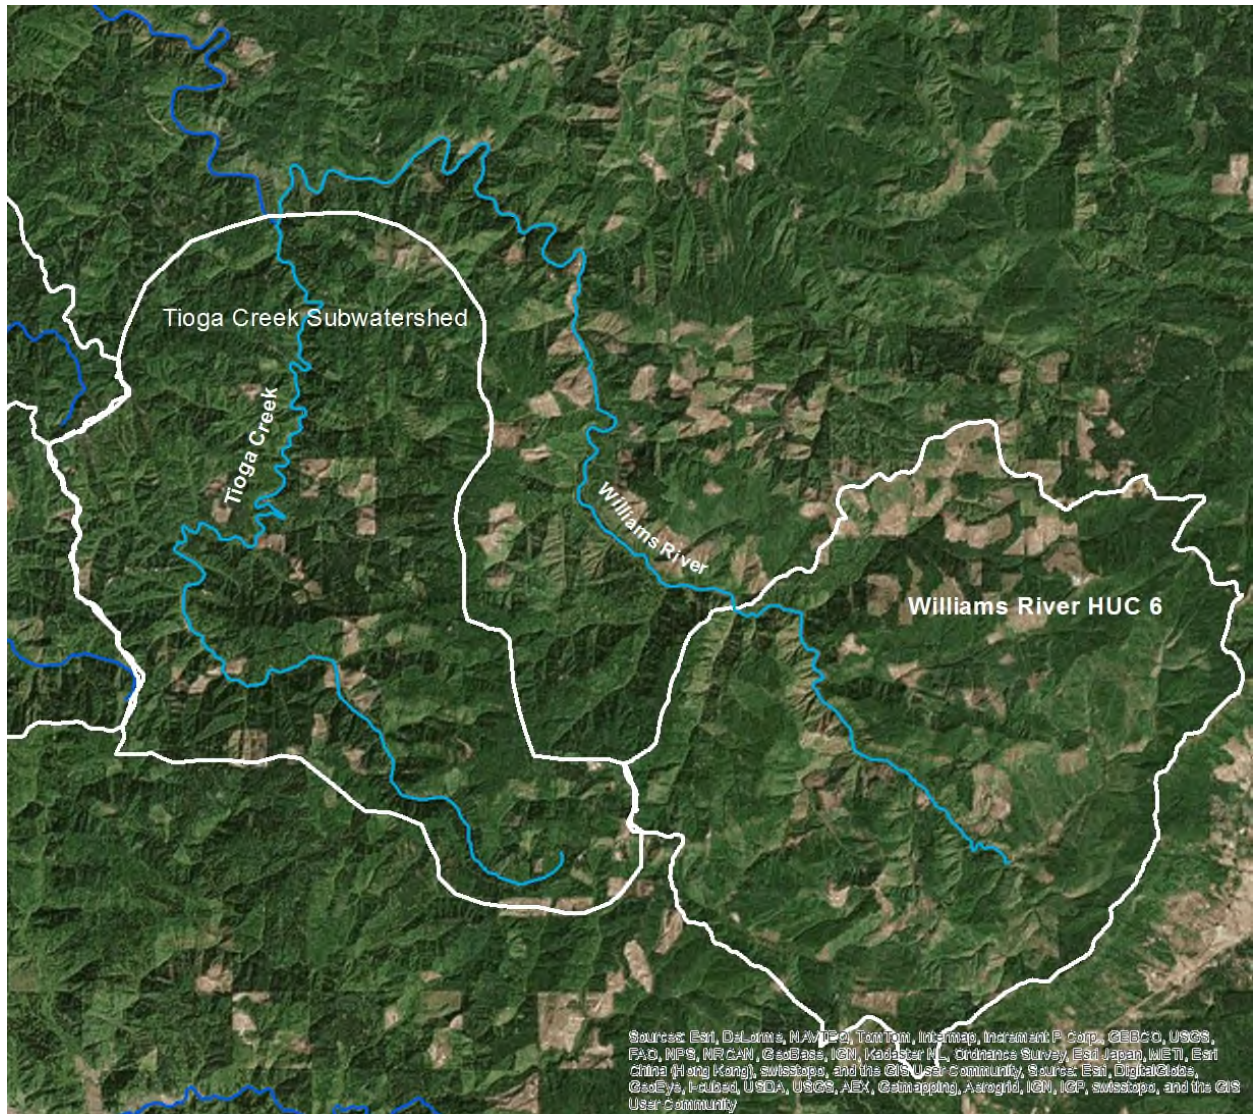 Tioga Creek Subwatershed
Tioga Creek
Williams River
Williams River HUC 6
Sources: Esri, DeLorme, NAVTEQ, TomTom, Intermap, increment P Corp., GEBCO, USGS,
FAO, NPS, NRCAN, GeoBase, IGN, Kadaster NL, Ordnance Survey, Esri Japan, METI, Esri
China (Hong Kong), swisstopo, and the GIS User Community, Source: Esri, DigitalGlobe,
GeoEye, i-cubed, USDA, USGS, AEX, Getmapping, Aerogrid, IGN, IGP, swisstopo, and the GIS
User Community